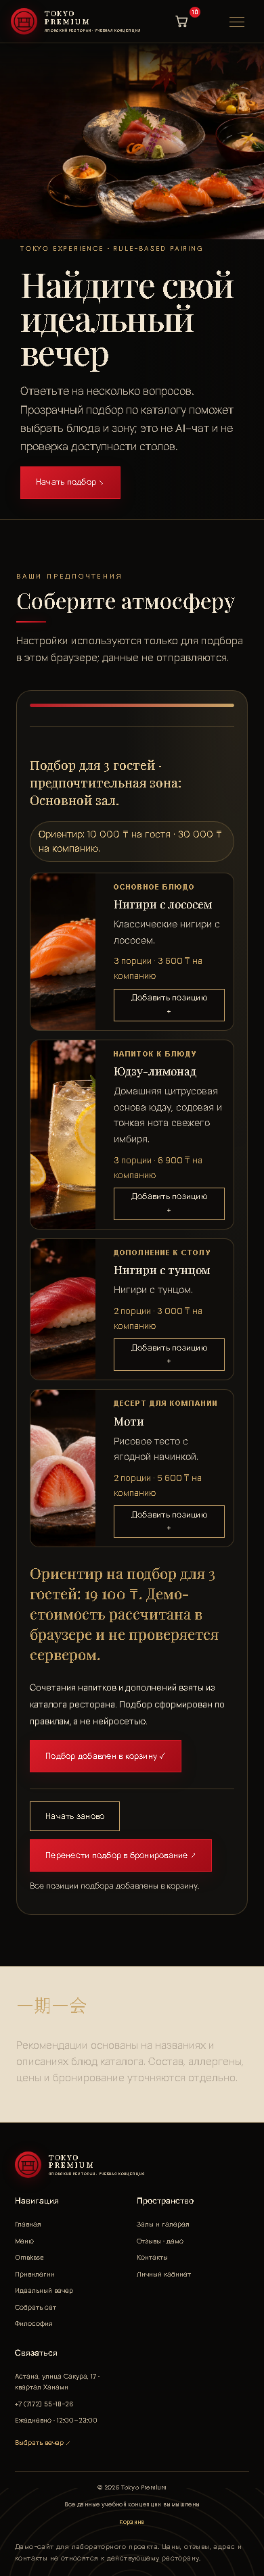 TOKYO
PREMIUM
ЯПОНСКИЙ РЕСТОРАН · УЧЕБНАЯ КОНЦЕПЦИЯ
10
TOKYO EXPERIENCE · RULE-BASED PAIRING
Найдите свой
идеальный
вечер
Ответьте на несколько вопросов.
Прозрачный подбор по каталогу поможет
выбрать блюда и зону; это не AI-чат и не
проверка доступности столов.
Начать подбор
ВАШИ ПРЕДПОЧТЕНИЯ
Соберите атмосферу
Настройки используются только для подбора
в этом браузере; данные не отправляются.
Подбор для 3 гостей ·
предпочтительная зона:
Основной зал.
Ориентир: 10 000 ₸ на гостя · 30 000 ₸
на компанию.
ОСНОВНОЕ БЛЮДО
Нигири с лососем
Классические нигири с
лососем.
3 порции · 3 600 ₸ на
компанию
Добавить позицию
+
НАПИТОК К БЛЮДУ
Юдзу-лимонад
Домашняя цитрусовая
основа юдзу, содовая и
тонкая нота свежего
имбиря.
3 порции · 6 900 ₸ на
компанию
Добавить позицию
+
ДОПОЛНЕНИЕ К СТОЛУ
Нигири с тунцом
Нигири с тунцом.
2 порции · 3 000 ₸ на
компанию
Добавить позицию
+
ДЕСЕРТ ДЛЯ КОМПАНИИ
Моти
Рисовое тесто с
ягодной начинкой.
2 порции · 5 600 ₸ на
компанию
Добавить позицию
+
Ориентир на подбор для 3
гостей: 19 100 ₸. Демо-
стоимость рассчитана в
браузере и не проверяется
сервером.
Сочетания напитков и дополнений взяты из
каталога ресторана. Подбор сформирован по
правилам, а не нейросетью.
Подбор добавлен в корзину ✓
Начать заново
Перенести подбор в бронирование ↗
Все позиции подбора добавлены в корзину.
一期一会
Рекомендации основаны на названиях и
описаниях блюд каталога. Состав, аллергены,
цены и бронирование уточняются отдельно.
TOKYO
PREMIUM
ЯПОНСКИЙ РЕСТОРАН · УЧЕБНАЯ КОНЦЕПЦИЯ
Навигация
Главная
Меню
Omakase
Привилегии
Идеальный вечер
Собрать сет
Философия
Пространство
Залы и галерея
Отзывы · демо
Контакты
Личный кабинет
Связаться
Астана, улица Сакура, 17 ·
квартал Ханами
+7 (7172) 55-18-26
Ежедневно · 12:00–23:00
Выбрать вечер ↗
© 2026 Tokyo Premium
Все данные учебной концепции вымышлены
Корзина
Демо-сайт для лабораторного проекта. Цены, отзывы, адрес и
контакты не относятся к действующему ресторану.